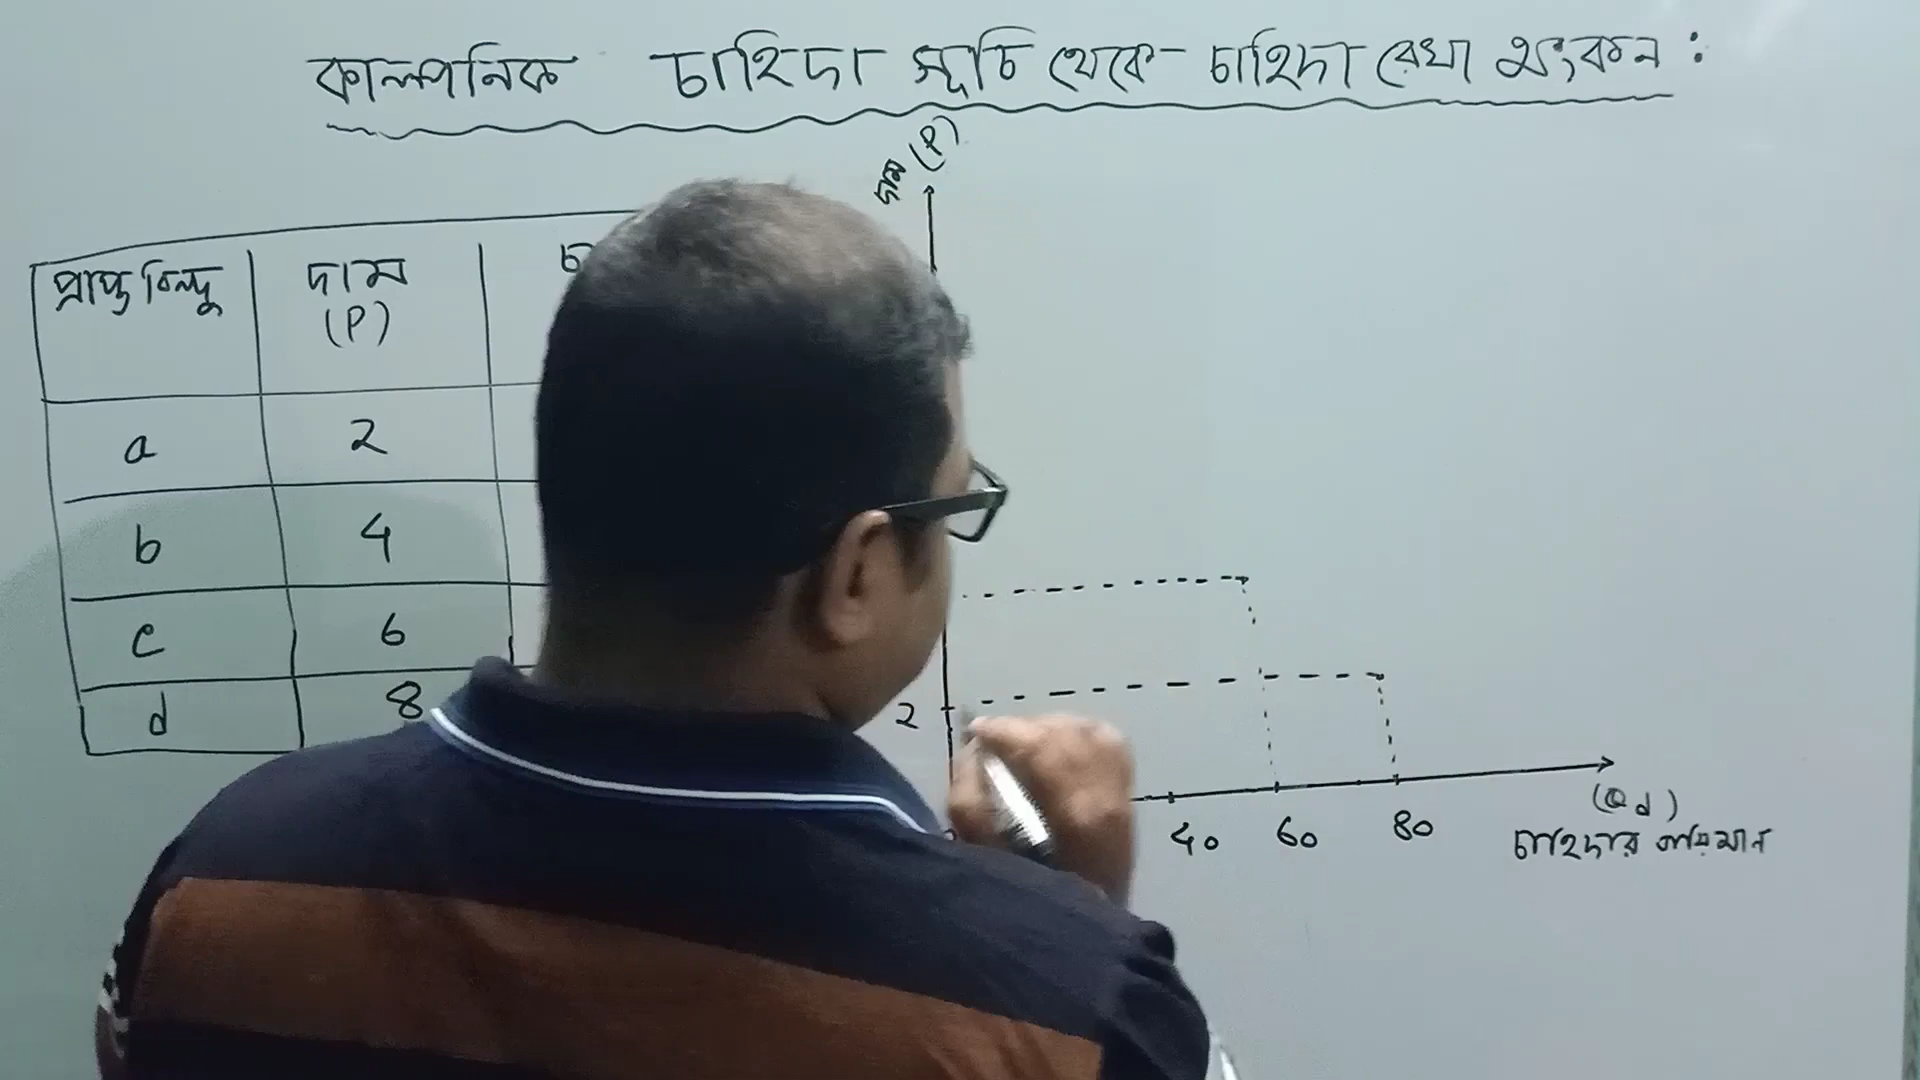 কাল্পনিক চাহিদা সূচি থেকে চাহিদা রেখা অংকন :
দাম (P)
প্রাপ্ত বিন্দু দাম
(P)
a 2
b 4
c 6
d 8
2
40 60 80
(Qd)
চাহিদার পরিমান